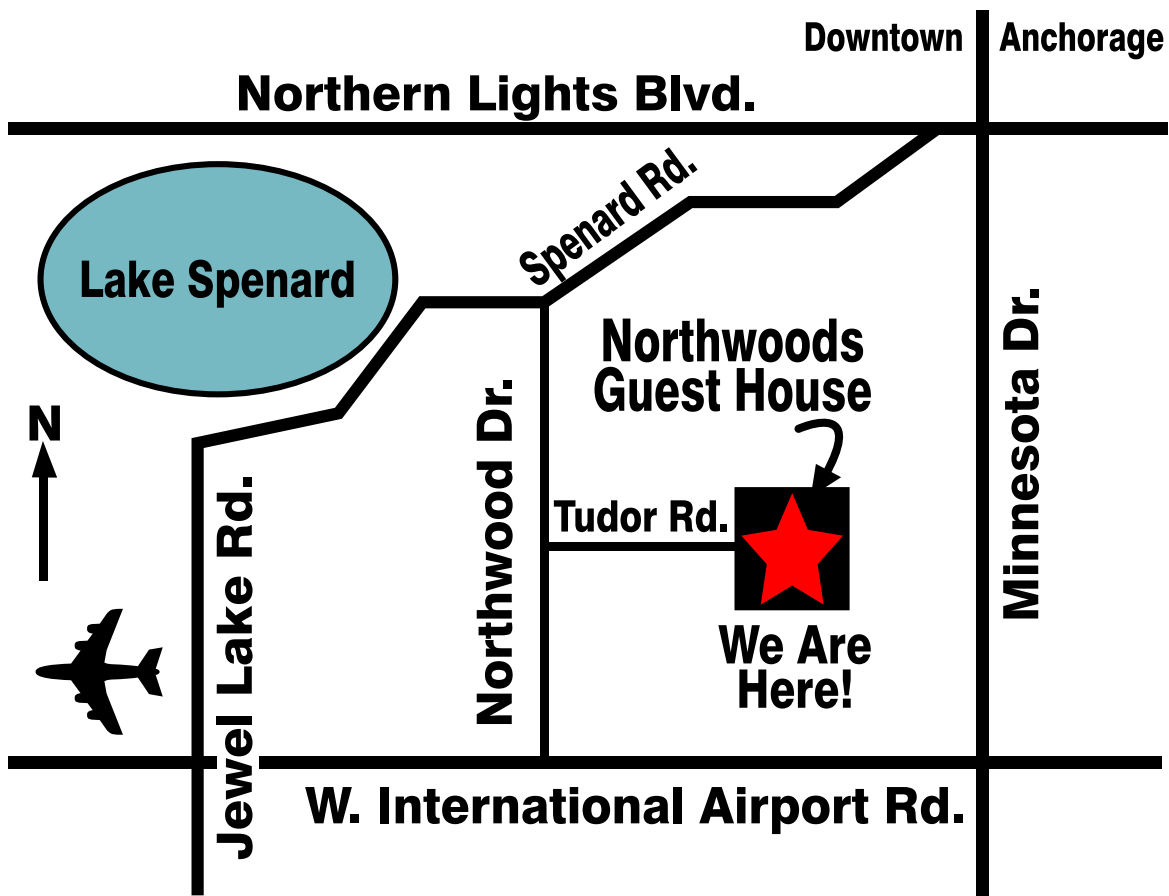 Downtown Anchorage
Northern Lights Blvd.
Spenard Rd.
Lake Spenard
Northwoods
Guest House
Minnesota Dr.
N
Northwood Dr.
Tudor Rd.
Jewel Lake Rd.
We Are
Here!
W. International Airport Rd.